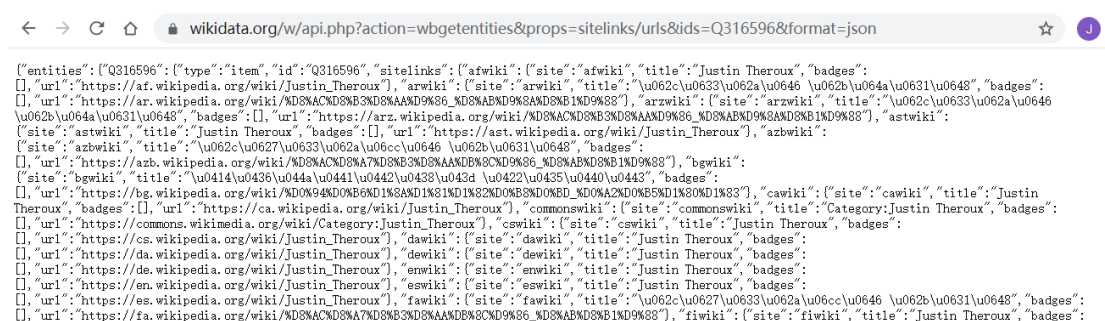 wikidata.org/w/api.php?action=wbgetentities&props=sitelinks/urls&ids=Q316596&format=json
J
{"entities":{"Q316596":{"type":"item","id":"Q316596","sitelinks":{"afwiki":{"site":"afwiki","title":"Justin Theroux","badges":
[],"url":"https://af.wikipedia.org/wiki/Justin_Theroux"},"arwiki":{"site":"arwiki","title":"\u062c\u0633\u062a\u0646 \u062b\u064a\u0631\u0648","badges":
[],"url":"https://ar.wikipedia.org/wiki/%D8%AC%D8%B3%D8%AA%D9%86_%D8%AB%D9%8A%D8%B1%D9%88"},"arzwiki":{"site":"arzwiki","title":"\u062c\u0633\u062a\u0646
\u062b\u064a\u0631\u0648","badges":[],"url":"https://arz.wikipedia.org/wiki/%D8%AC%D8%B3%D8%AA%D9%86_%D8%AB%D9%8A%D8%B1%D9%88"},"astwiki":
{"site":"astwiki","title":"Justin Theroux","badges":[],"url":"https://ast.wikipedia.org/wiki/Justin_Theroux"},"azbwiki":
{"site":"azbwiki","title":"\u062c\u0627\u0633\u062a\u06cc\u0646 \u062b\u0631\u0648","badges":
[],"url":"https://azb.wikipedia.org/wiki/%D8%AC%D8%A7%D8%B3%D8%AA%DB%8C%D9%86_%D8%AB%D8%B1%D9%88"},"bgwiki":
{"site":"bgwiki","title":"\u0414\u0436\u044a\u0441\u0442\u0438\u043d \u0422\u0435\u0440\u0443","badges":
[],"url":"https://bg.wikipedia.org/wiki/%D0%94%D0%B6%D1%8A%D1%81%D1%82%D0%B8%D0%BD_%D0%A2%D0%B5%D1%80%D1%83"},"cawiki":{"site":"cawiki","title":"Justin
Theroux","badges":[],"url":"https://ca.wikipedia.org/wiki/Justin_Theroux"},"commonswiki":{"site":"commonswiki","title":"Category:Justin Theroux","badges":
[],"url":"https://commons.wikimedia.org/wiki/Category:Justin_Theroux"},"cswiki":{"site":"cswiki","title":"Justin Theroux","badges":
[],"url":"https://cs.wikipedia.org/wiki/Justin_Theroux"},"dawiki":{"site":"dawiki","title":"Justin Theroux","badges":
[],"url":"https://da.wikipedia.org/wiki/Justin_Theroux"},"dewiki":{"site":"dewiki","title":"Justin Theroux","badges":
[],"url":"https://de.wikipedia.org/wiki/Justin_Theroux"},"enwiki":{"site":"enwiki","title":"Justin Theroux","badges":
[],"url":"https://en.wikipedia.org/wiki/Justin_Theroux"},"eswiki":{"site":"eswiki","title":"Justin Theroux","badges":
[],"url":"https://es.wikipedia.org/wiki/Justin_Theroux"},"fawiki":{"site":"fawiki","title":"\u062c\u0627\u0633\u062a\u06cc\u0646 \u062b\u0631\u0648","badges":
[],"url":"https://fa.wikipedia.org/wiki/%D8%AC%D8%A7%D8%B3%D8%AA%DB%8C%D9%86_%D8%AB%D8%B1%D9%88"},"fiwiki":{"site":"fiwiki","title":"Justin Theroux","badges":